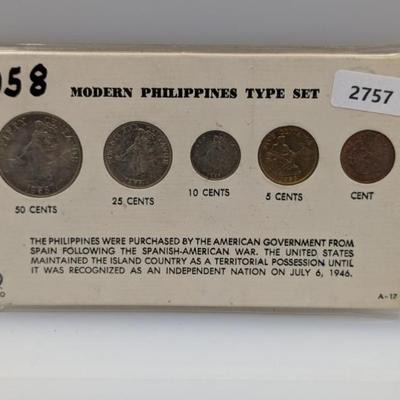 058
MODERN PHILIPPINES TYPE SET
2757
50 CENTS
25 CENTS
10 CENTS
5 CENTS
CENT
THE PHILIPPINES WERE PURCHASED BY THE AMERICAN GOVERNMENT FROM
SPAIN FOLLOWING THE SPANISH-AMERICAN WAR. THE UNITED STATES
MAINTAINED THE ISLAND COUNTRY AS A TERRITORIAL POSSESSION UNTIL
IT WAS RECOGNIZED AS AN INDEPENDENT NATION ON JULY 6, 1946.
A-17